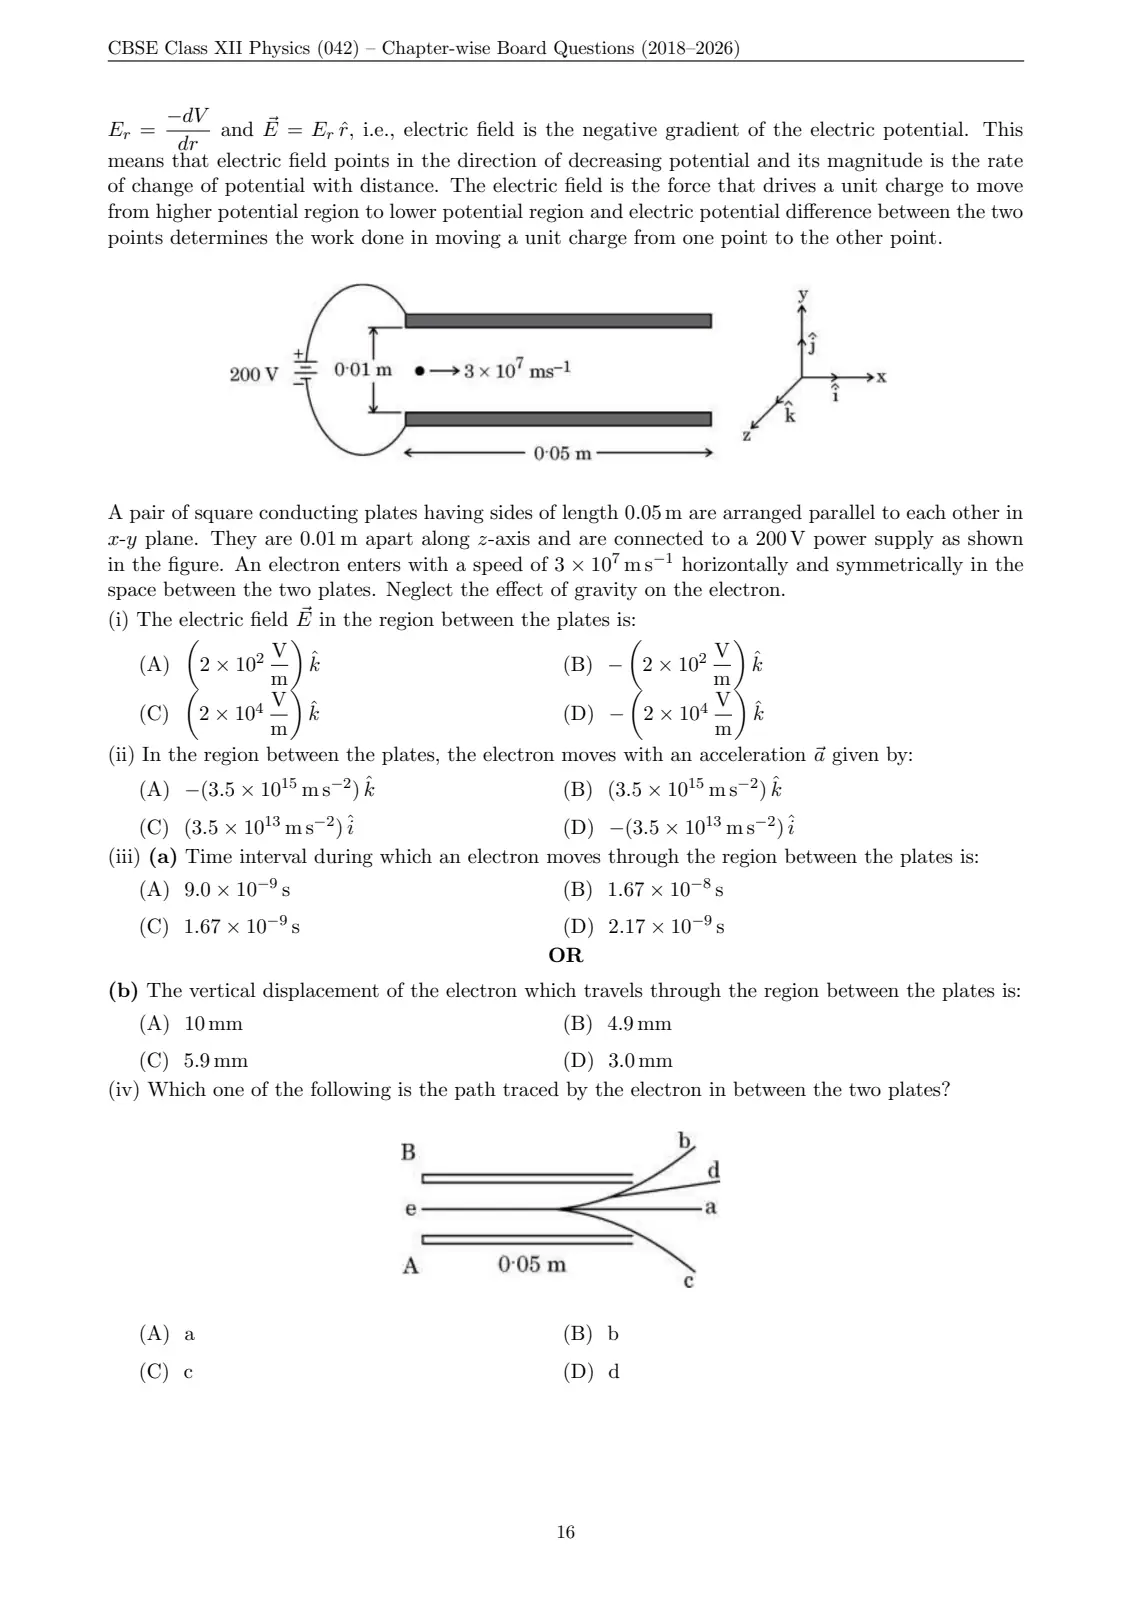 CBSE Class XII Physics (042) – Chapter-wise Board Questions (2018–2026)
E_r = −dV/dr and E⃗ = E_r r̂, i.e., electric field is the negative gradient of the electric potential. This
means that electric field points in the direction of decreasing potential and its magnitude is the rate
of change of potential with distance. The electric field is the force that drives a unit charge to move
from higher potential region to lower potential region and electric potential difference between the two
points determines the work done in moving a unit charge from one point to the other point.
y
ĵ
+
200 V
−
0·01 m
3 × 10⁷ ms⁻¹
x
î
k̂
z
0·05 m
A pair of square conducting plates having sides of length 0.05 m are arranged parallel to each other in
x-y plane. They are 0.01 m apart along z-axis and are connected to a 200 V power supply as shown
in the figure. An electron enters with a speed of 3 × 10⁷ m s⁻¹ horizontally and symmetrically in the
space between the two plates. Neglect the effect of gravity on the electron.
(i) The electric field E⃗ in the region between the plates is:
(A) (2 × 10² V/m) k̂ (B) −(2 × 10² V/m) k̂
(C) (2 × 10⁴ V/m) k̂ (D) −(2 × 10⁴ V/m) k̂
(ii) In the region between the plates, the electron moves with an acceleration a⃗ given by:
(A) −(3.5 × 10¹⁵ m s⁻²) k̂ (B) (3.5 × 10¹⁵ m s⁻²) k̂
(C) (3.5 × 10¹³ m s⁻²) î (D) −(3.5 × 10¹³ m s⁻²) î
(iii) (a) Time interval during which an electron moves through the region between the plates is:
(A) 9.0 × 10⁻⁹ s (B) 1.67 × 10⁻⁸ s
(C) 1.67 × 10⁻⁹ s (D) 2.17 × 10⁻⁹ s
OR
(b) The vertical displacement of the electron which travels through the region between the plates is:
(A) 10 mm (B) 4.9 mm
(C) 5.9 mm (D) 3.0 mm
(iv) Which one of the following is the path traced by the electron in between the two plates?
B
b
d
e
a
A
0·05 m
c
(A) a (B) b
(C) c (D) d
16